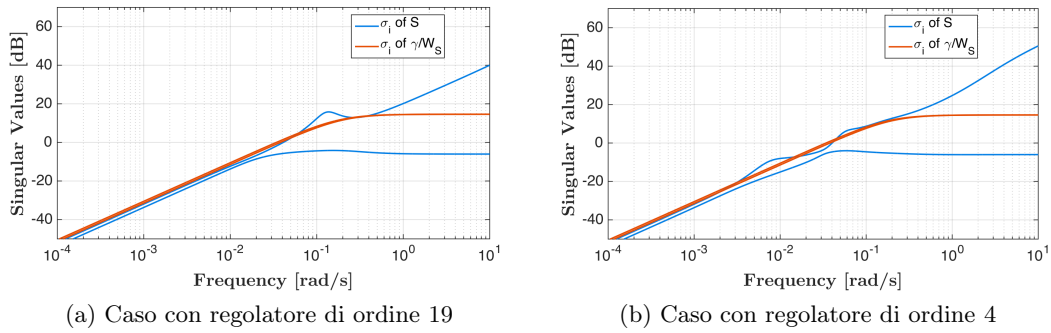 60
40
20
0
-20
-40
Singular Values [dB]
σi of S
σi of γ/WS
10-4
10-3
10-2
10-1
100
101
Frequency [rad/s]
(a) Caso con regolatore di ordine 19
60
40
20
0
-20
-40
Singular Values [dB]
σi of S
σi of γ/WS
10-4
10-3
10-2
10-1
100
101
Frequency [rad/s]
(b) Caso con regolatore di ordine 4